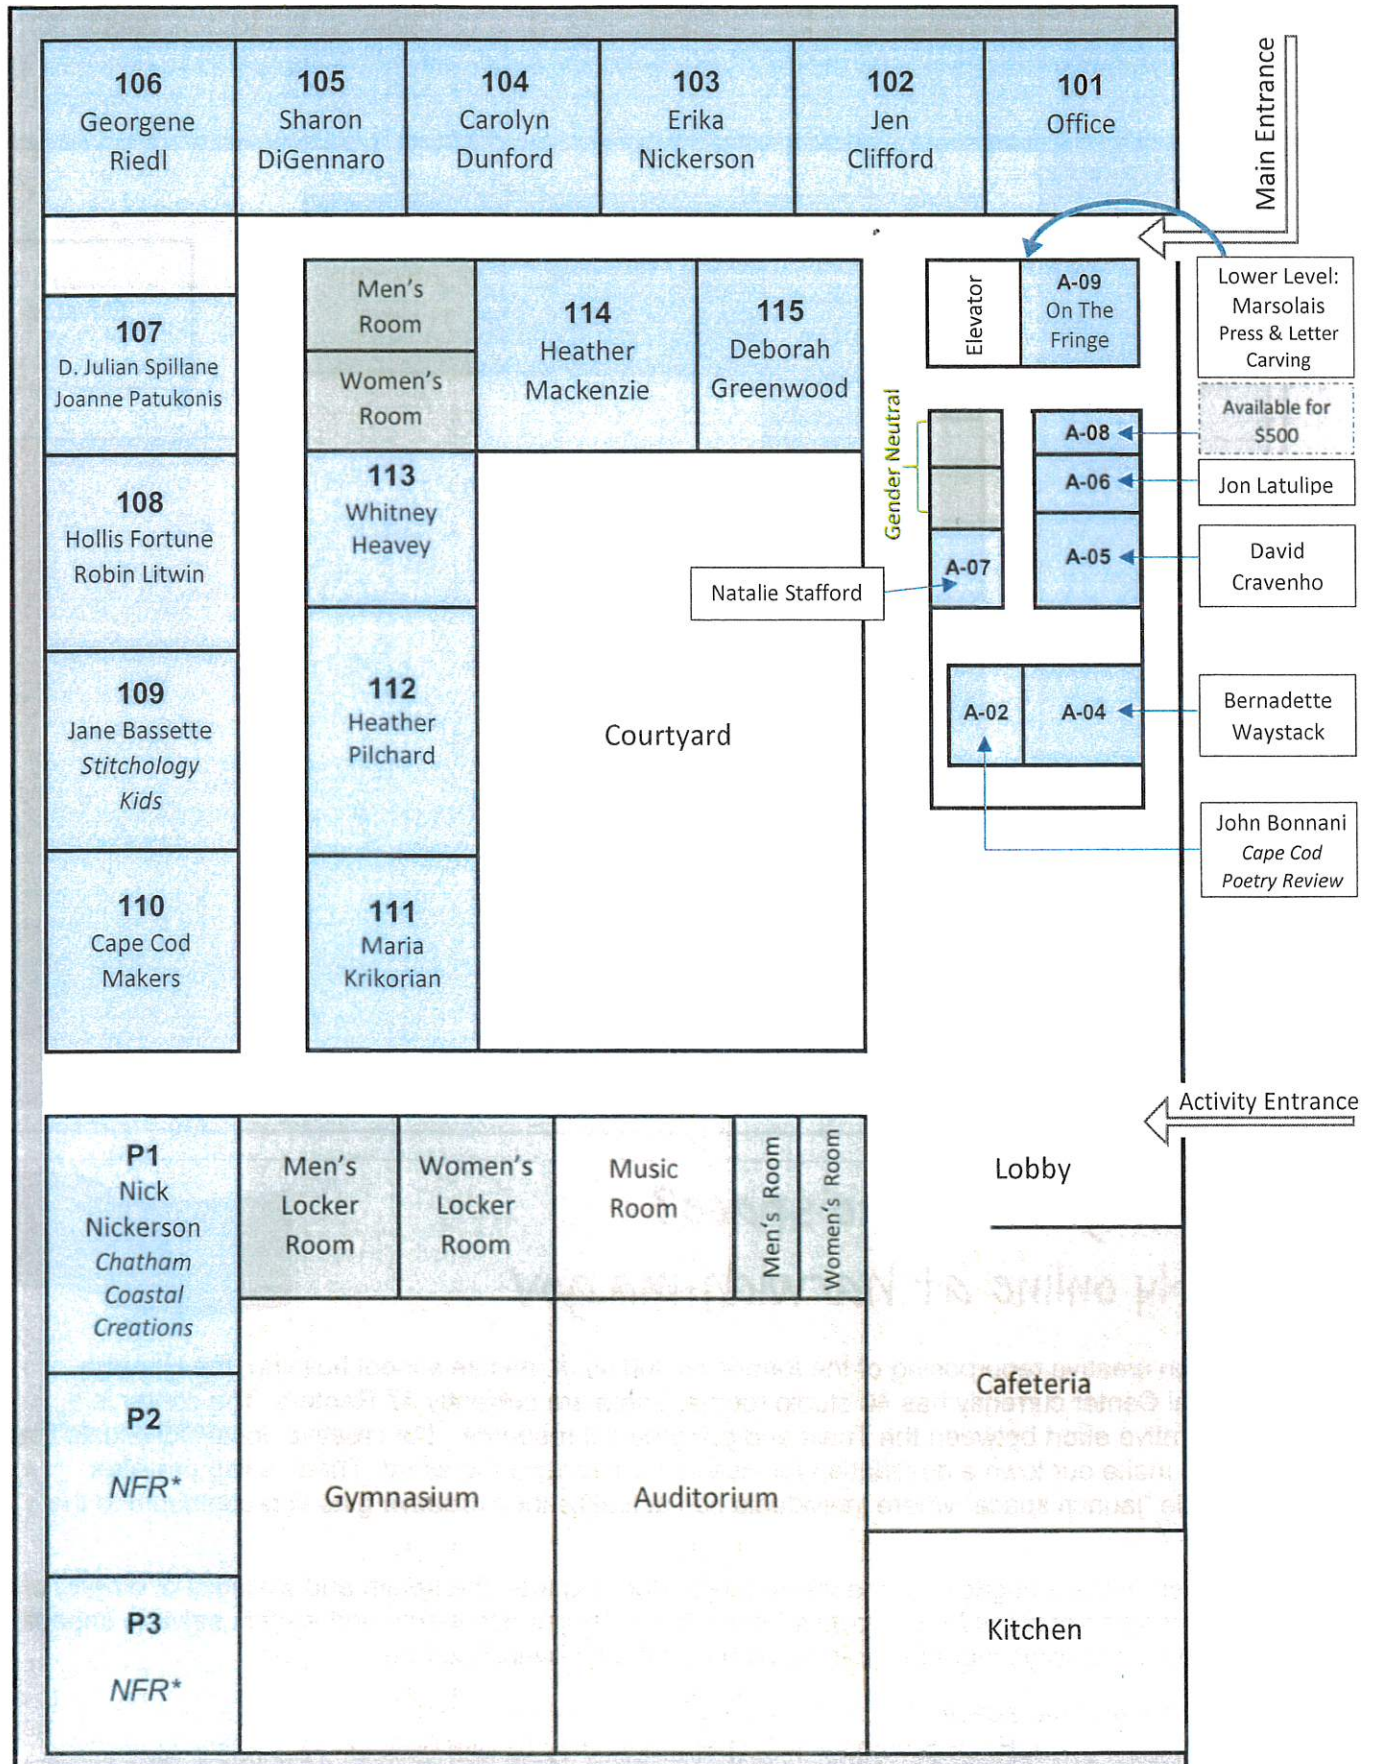 106
Georgene
Riedl
105
Sharon
DiGennaro
104
Carolyn
Dunford
103
Erika
Nickerson
102
Jen
Clifford
101
Office
Main Entrance
Men's
Room
Women's
Room
114
Heather
Mackenzie
115
Deborah
Greenwood
Elevator
A-09
On The
Fringe
Lower Level:
Marsolais
Press & Letter
Carving
Available for
$500
107
D. Julian Spillane
Joanne Patukonis
Gender Neutral
A-08
A-06
Jon Latulipe
A-05
David
Cravenho
A-07
Natalie Stafford
108
Hollis Fortune
Robin Litwin
113
Whitney
Heavey
109
Jane Bassette
Stitchology
Kids
112
Heather
Pilchard
Courtyard
A-02
A-04
Bernadette
Waystack
John Bonnani
Cape Cod
Poetry Review
110
Cape Cod
Makers
111
Maria
Krikorian
Activity Entrance
P1
Nick
Nickerson
Chatham
Coastal
Creations
Men's
Locker
Room
Women's
Locker
Room
Music
Room
Men's Room
Women's Room
Lobby
P2
NFR*
Gymnasium
Auditorium
Cafeteria
P3
NFR*
Kitchen